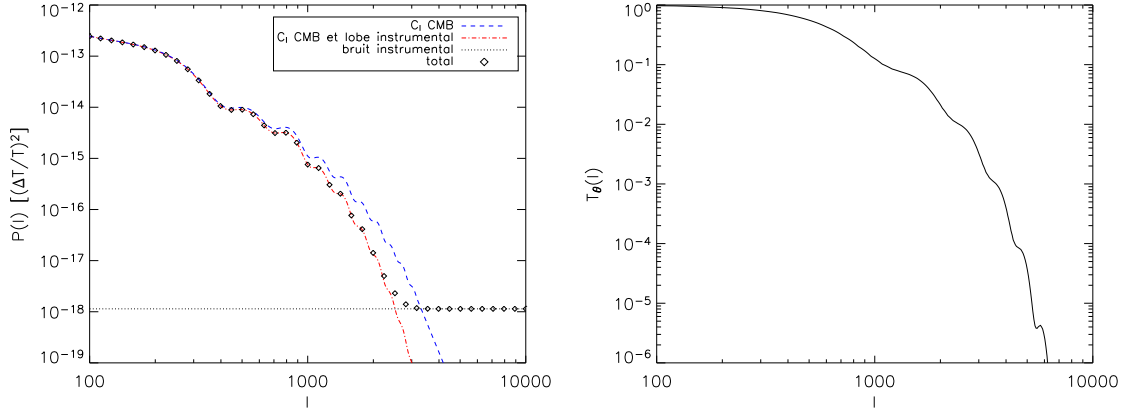 C_l CMB
C_l CMB et lobe instrumental
bruit instrumental
total
P(l) [(ΔT/T)²]
10⁻¹²
10⁻¹³
10⁻¹⁴
10⁻¹⁵
10⁻¹⁶
10⁻¹⁷
10⁻¹⁸
10⁻¹⁹
100 1000 10000
l
T_θ(l)
10⁰
10⁻¹
10⁻²
10⁻³
10⁻⁴
10⁻⁵
10⁻⁶
100 1000 10000
l